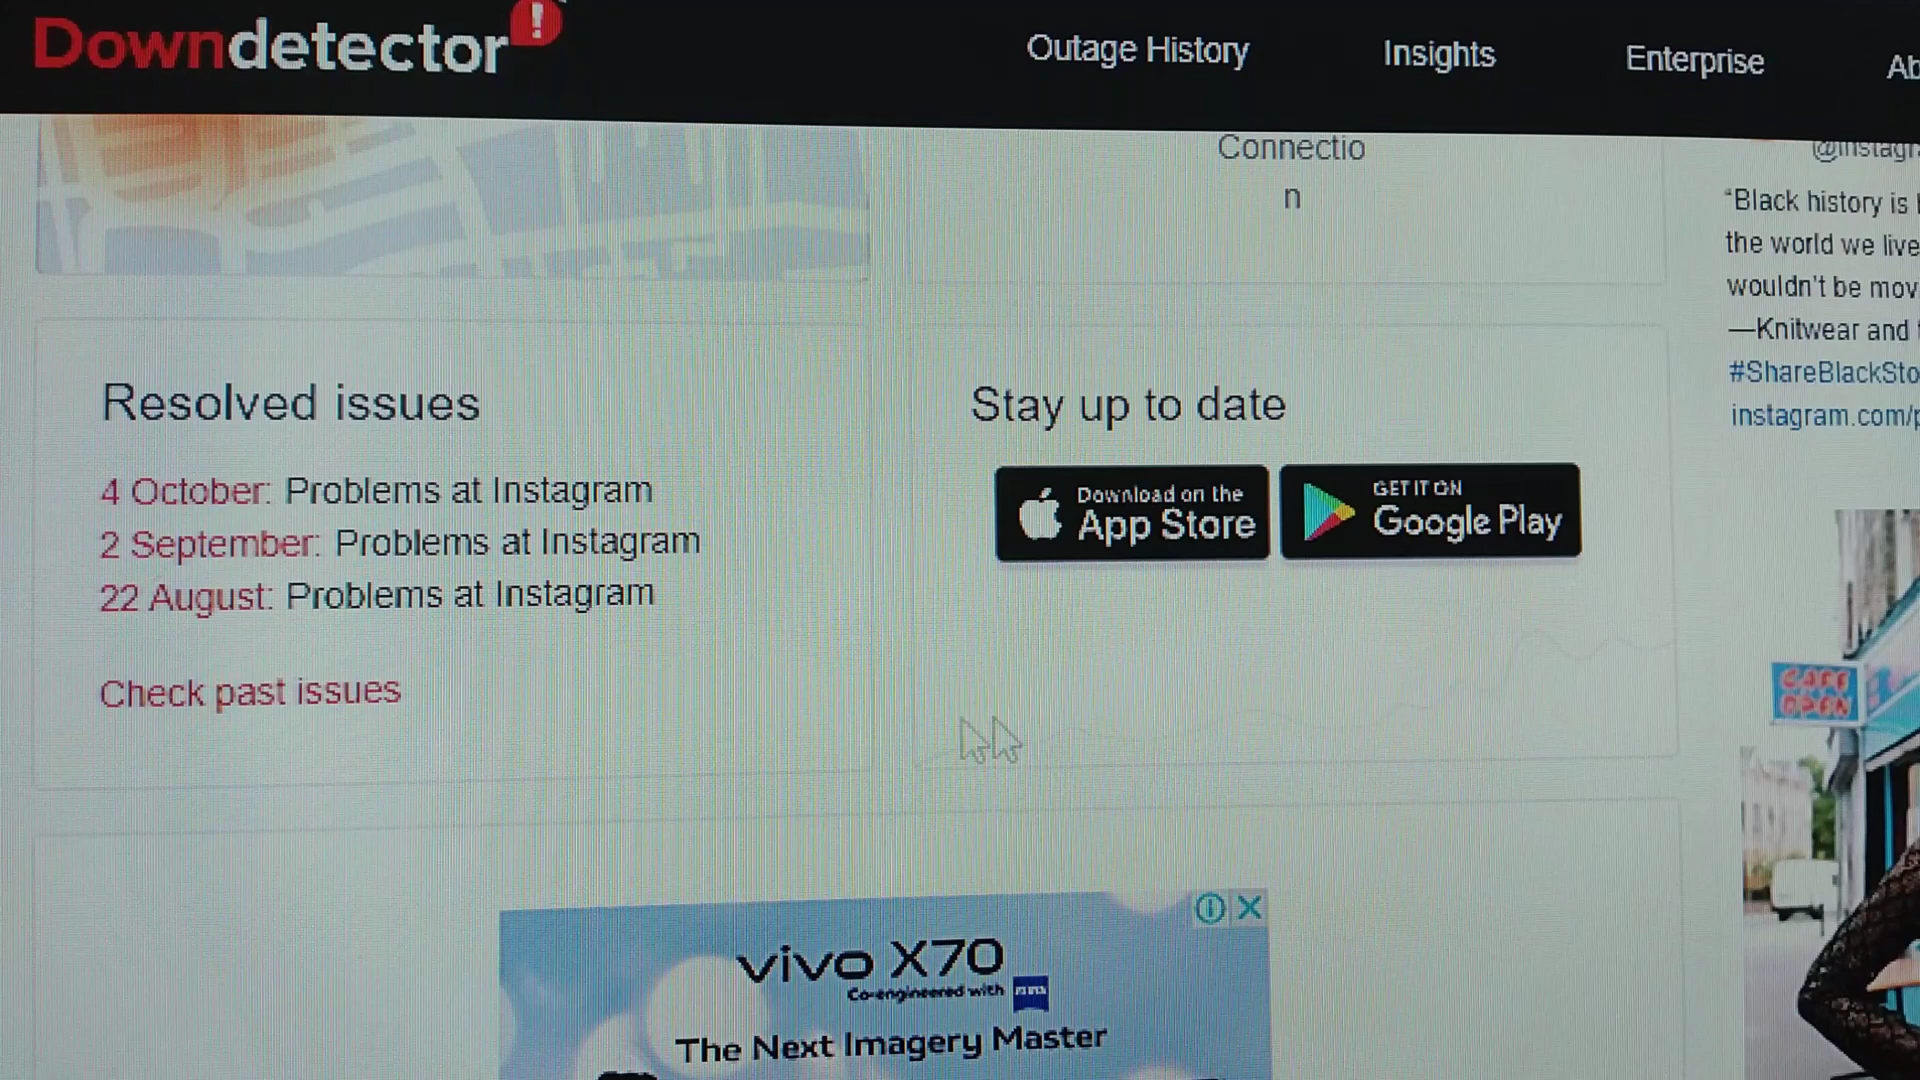 Downdetector
Outage History
Insights
Enterprise
Connectio
n
"Black history is
the world we live
wouldn't be mov
—Knitwear and
#ShareBlackSto
instagram.com/p
Resolved issues
4 October: Problems at Instagram
2 September: Problems at Instagram
22 August: Problems at Instagram
Check past issues
Stay up to date
Download on the
App Store
GET IT ON
Google Play
CAFE
OPEN
vivo X70
Co-engineered with
The Next Imagery Master